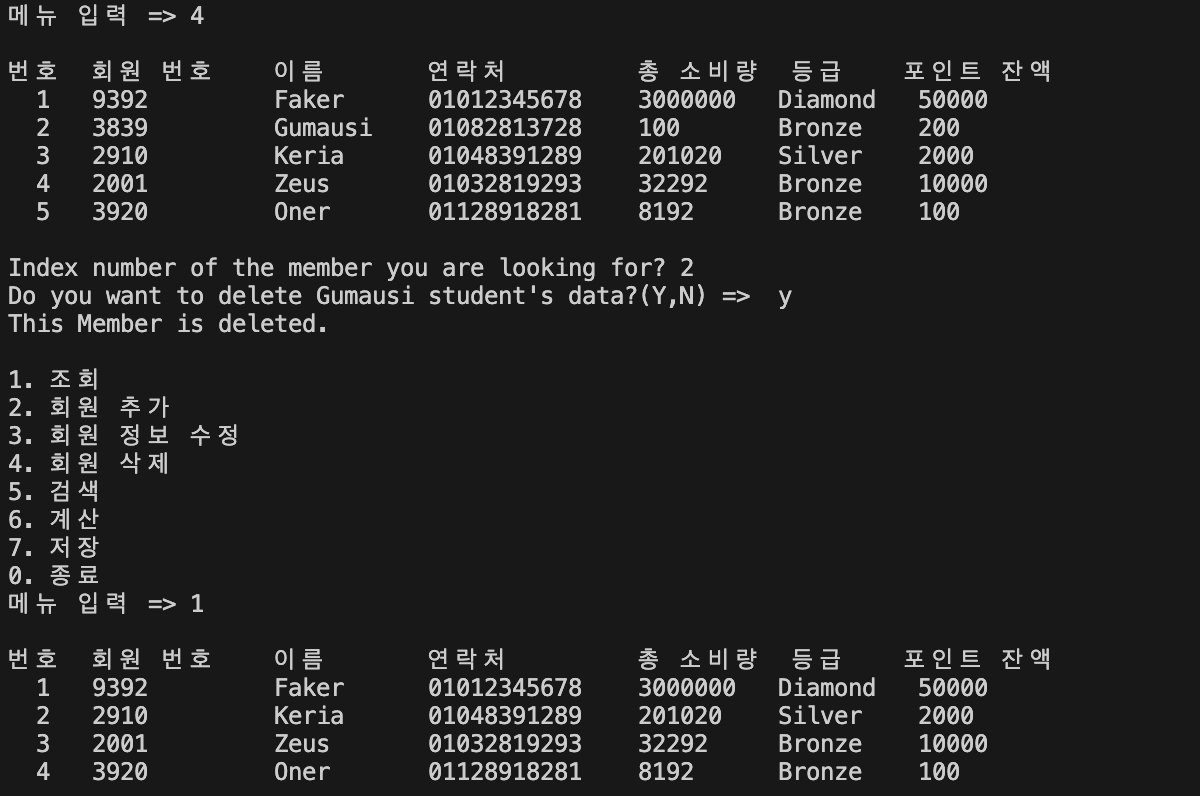 메뉴 입력 => 4
번호 회원 번호 이름 연락처 총 소비량 등급 포인트 잔액
1 9392 Faker 01012345678 3000000 Diamond 50000
2 3839 Gumausi 01082813728 100 Bronze 200
3 2910 Keria 01048391289 201020 Silver 2000
4 2001 Zeus 01032819293 32292 Bronze 10000
5 3920 Oner 01128918281 8192 Bronze 100
Index number of the member you are looking for? 2
Do you want to delete Gumausi student's data?(Y,N) => y
This Member is deleted.
1. 조회
2. 회원 추가
3. 회원 정보 수정
4. 회원 삭제
5. 검색
6. 계산
7. 저장
0. 종료
메뉴 입력 => 1
번호 회원 번호 이름 연락처 총 소비량 등급 포인트 잔액
1 9392 Faker 01012345678 3000000 Diamond 50000
2 2910 Keria 01048391289 201020 Silver 2000
3 2001 Zeus 01032819293 32292 Bronze 10000
4 3920 Oner 01128918281 8192 Bronze 100